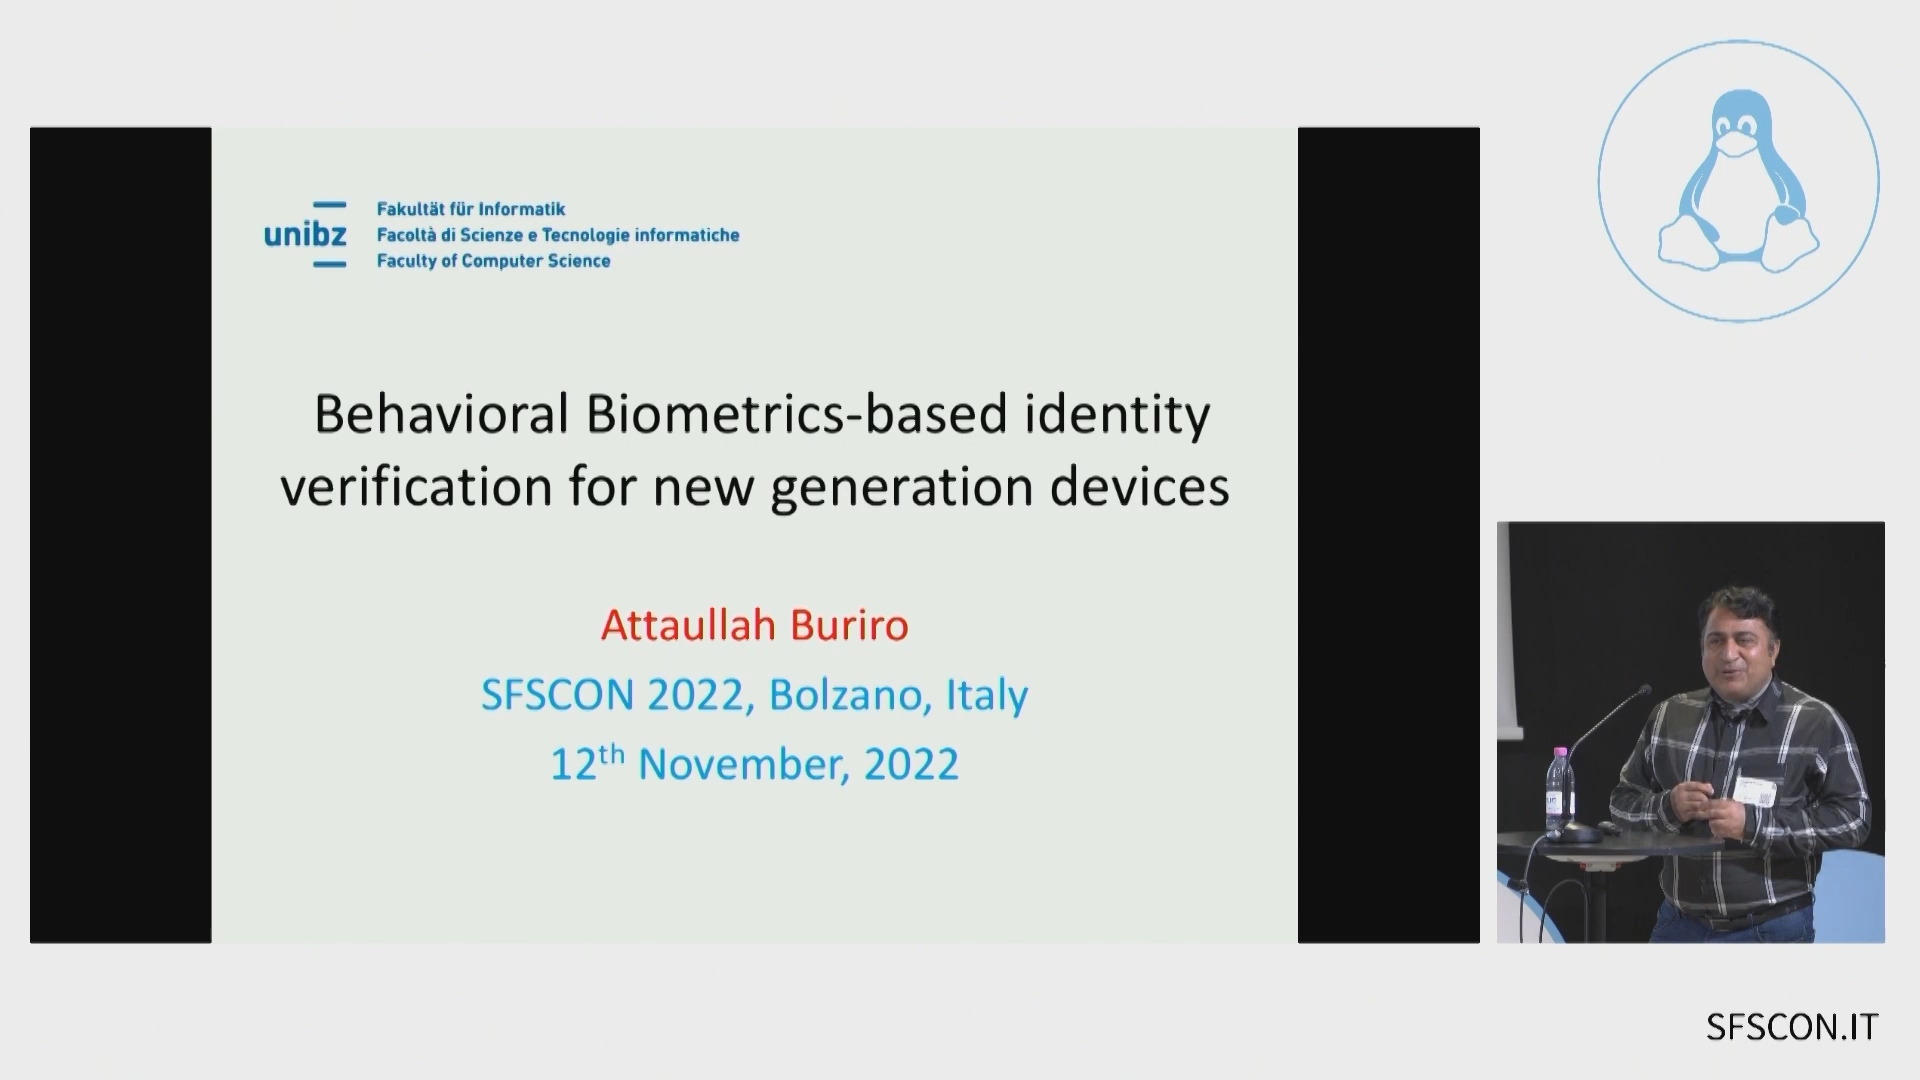 unibz
Fakultät für Informatik
Facoltà di Scienze e Tecnologie informatiche
Faculty of Computer Science
Behavioral Biometrics-based identity
verification for new generation devices
Attaullah Buriro
SFSCON 2022, Bolzano, Italy
12th November, 2022
SFSCON.IT